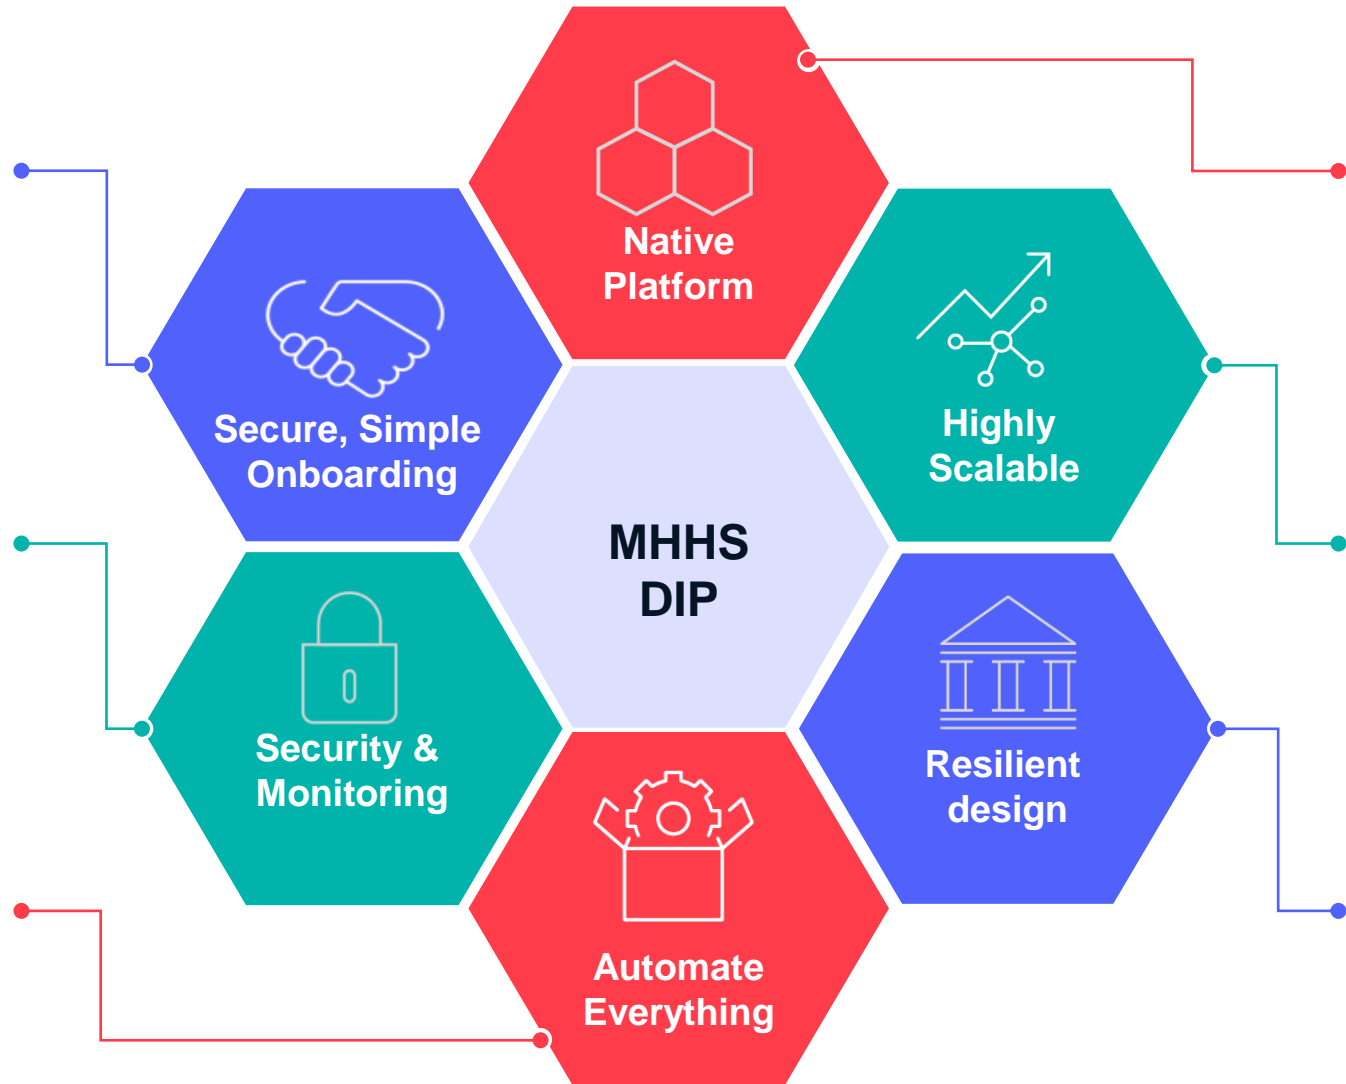 Native
Platform
Secure, Simple
Onboarding
Highly
Scalable
MHHS
DIP
Security &
Monitoring
Resilient
design
Automate
Everything